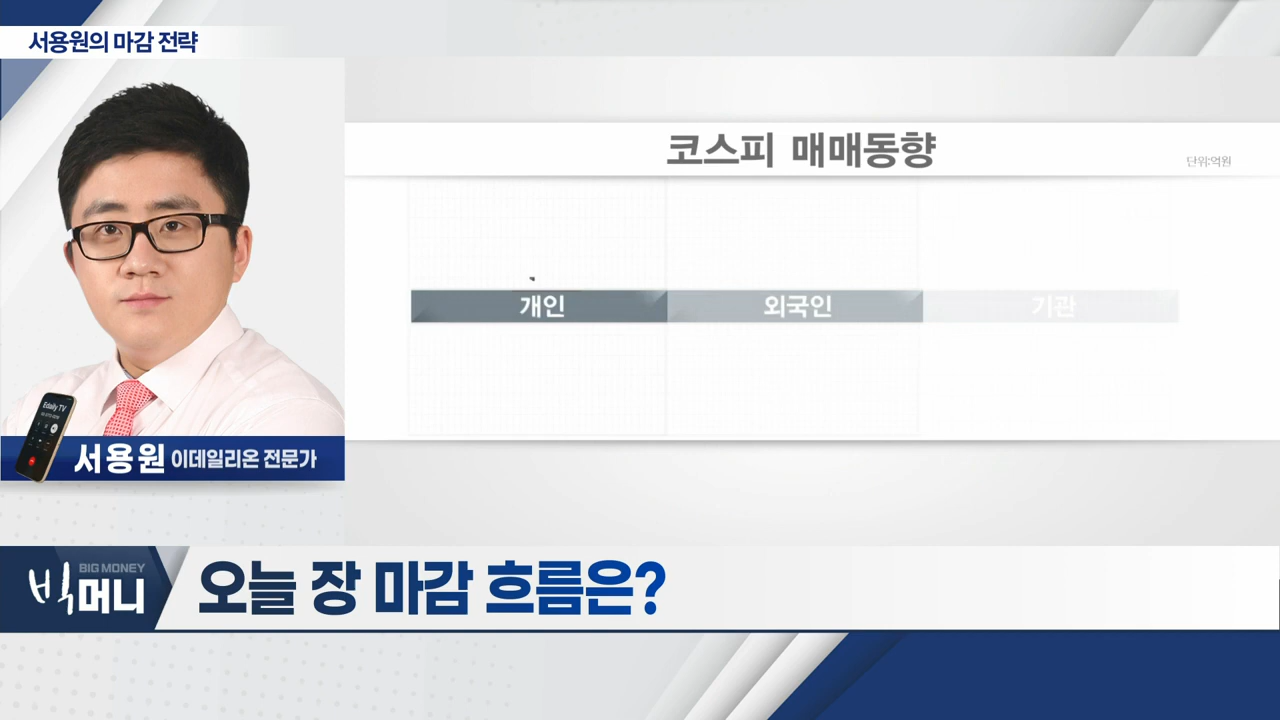 서용원의 마감 전략
코스피 매매동향
단위:억원
개인 외국인 기관
Edaily TV
서용원 이데일리온 전문가
BIG MONEY
빅머니
오늘 장 마감 흐름은?